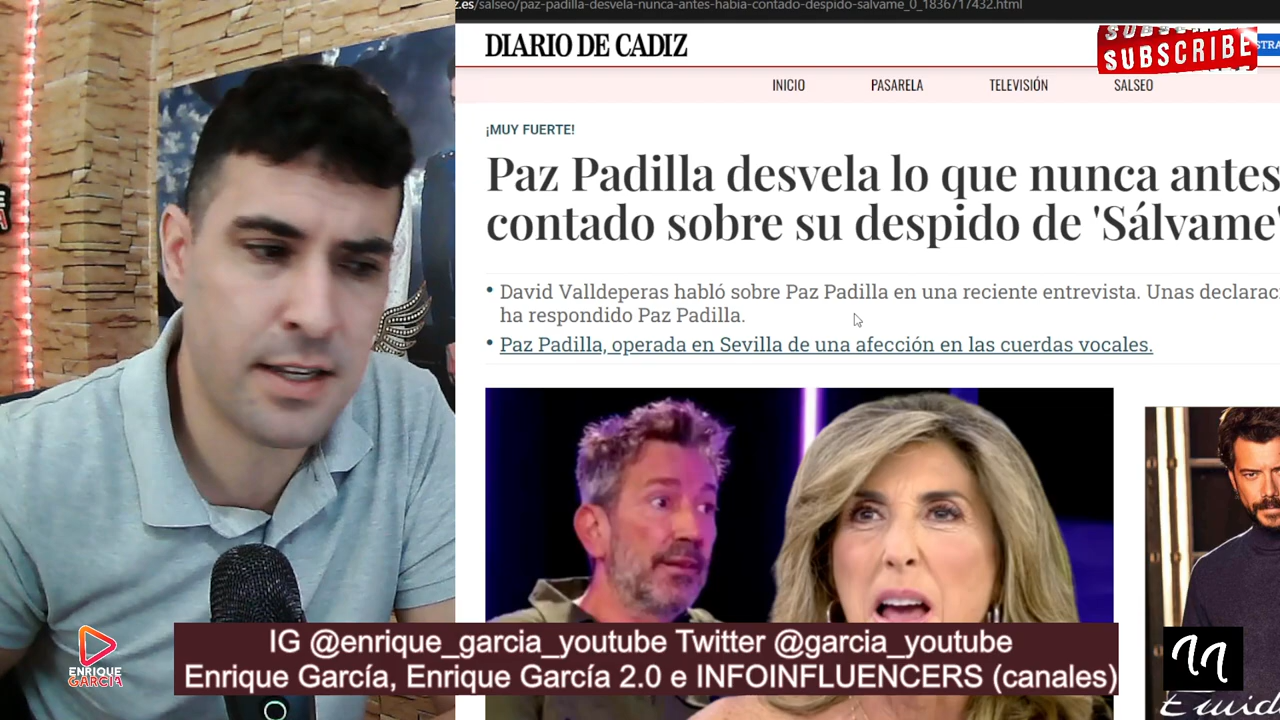 z.es/salseo/paz-padilla-desvela-nunca-antes-habia-contado-despido-salvame_0_1836717432.html
DIARIO DE CADIZ
SUBSCRIBE
SUBSCRIBE
STRA
INICIO
PASARELA
TELEVISIÓN
SALSEO
¡MUY FUERTE!
Paz Padilla desvela lo que nunca antes
contado sobre su despido de 'Sálvame'
• David Valldeperas habló sobre Paz Padilla en una reciente entrevista. Unas declarac
ha respondido Paz Padilla.
• Paz Padilla, operada en Sevilla de una afección en las cuerdas vocales.
IG @enrique_garcia_youtube Twitter @garcia_youtube
Enrique García, Enrique García 2.0 e INFONFLUENCERS (canales)
ENRIQUE
GARCÍA